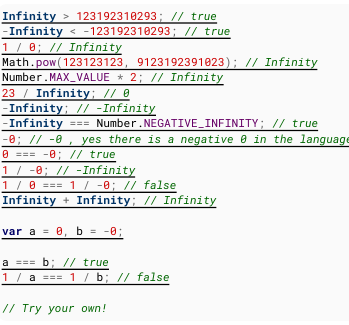 Infinity > 123192310293; // true
-Infinity < -123192310293; // true
1 / 0; // Infinity
Math.pow(123123123, 9123192391023); // Infinity
Number.MAX_VALUE * 2; // Infinity
23 / Infinity; // 0
-Infinity; // -Infinity
-Infinity === Number.NEGATIVE_INFINITY; // true
-0; // -0 , yes there is a negative 0 in the language
0 === -0; // true
1 / -0; // -Infinity
1 / 0 === 1 / -0; // false
Infinity + Infinity; // Infinity
var a = 0, b = -0;
a === b; // true
1 / a === 1 / b; // false
// Try your own!